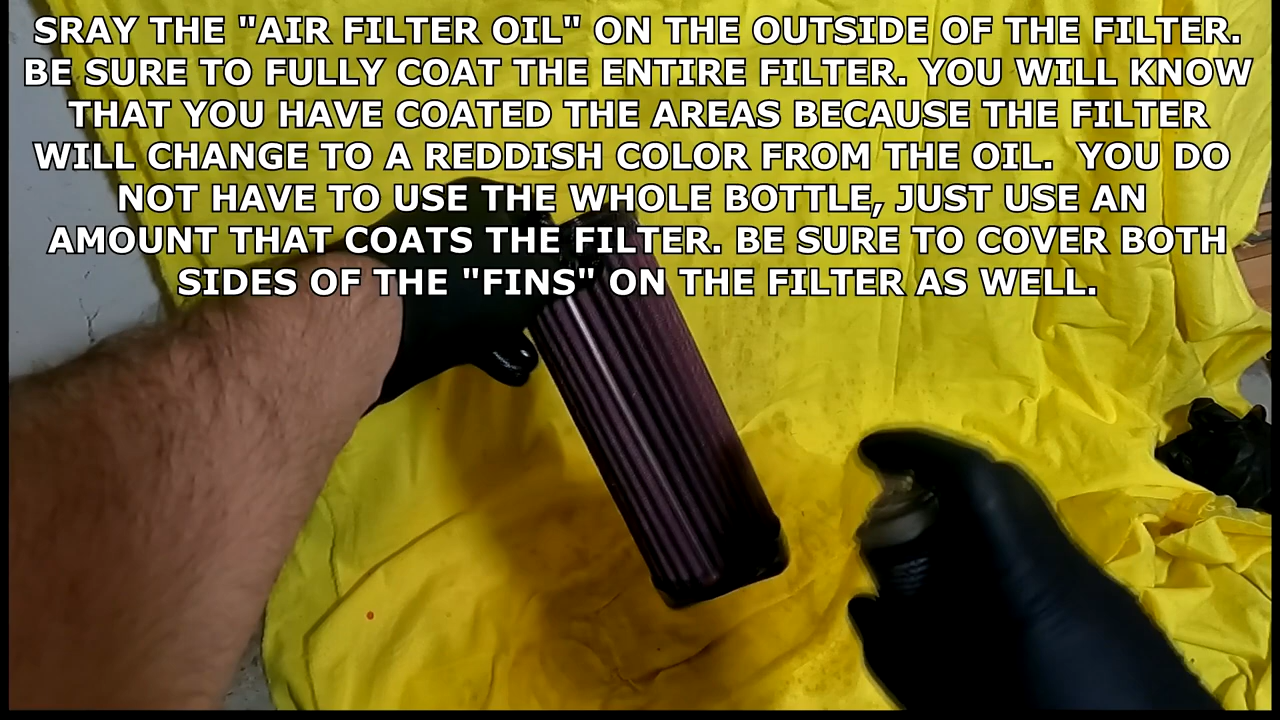 SRAY THE "AIR FILTER OIL" ON THE OUTSIDE OF THE FILTER.
BE SURE TO FULLY COAT THE ENTIRE FILTER. YOU WILL KNOW
THAT YOU HAVE COATED THE AREAS BECAUSE THE FILTER
WILL CHANGE TO A REDDISH COLOR FROM THE OIL.  YOU DO
NOT HAVE TO USE THE WHOLE BOTTLE, JUST USE AN
AMOUNT THAT COATS THE FILTER. BE SURE TO COVER BOTH
SIDES OF THE "FINS" ON THE FILTER AS WELL.